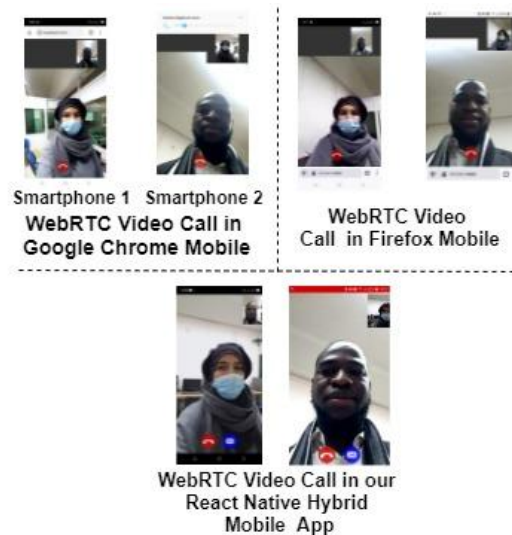 Smartphone 1 Smartphone 2
WebRTC Video Call in
Google Chrome Mobile
WebRTC Video
Call in Firefox Mobile
WebRTC Video Call in our
React Native Hybrid
Mobile App